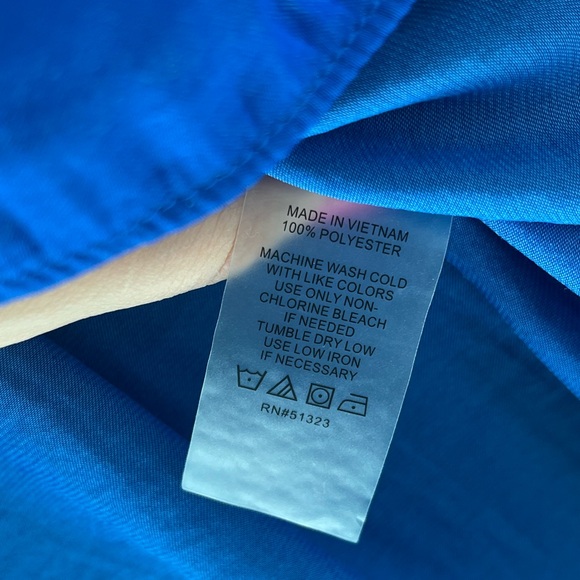 MADE IN VIETNAM
100% POLYESTER
MACHINE WASH COLD
WITH LIKE COLORS
USE ONLY NON-
CHLORINE BLEACH
IF NEEDED
TUMBLE DRY LOW
USE LOW IRON
IF NECESSARY
RN#51323